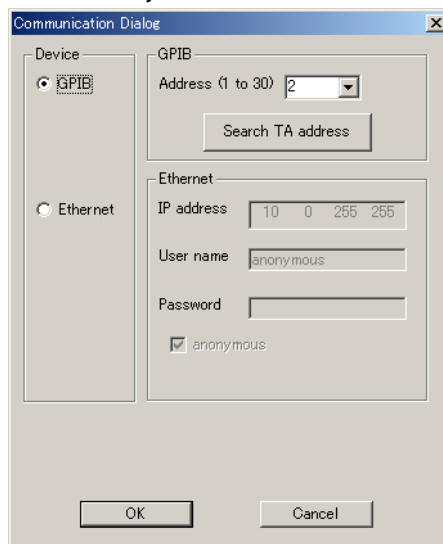 Communication Dialog
Device
GPIB
Ethernet
GPIB
Address (1 to 30) 2
Search TA address
Ethernet
IP address 10 0 255 255
User name anonymous
Password
anonymous
OK Cancel